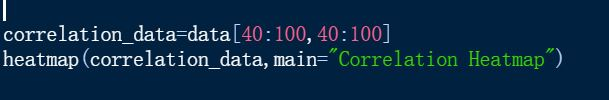 correlation_data=data[40:100,40:100]
heatmap(correlation_data,main="Correlation Heatmap")